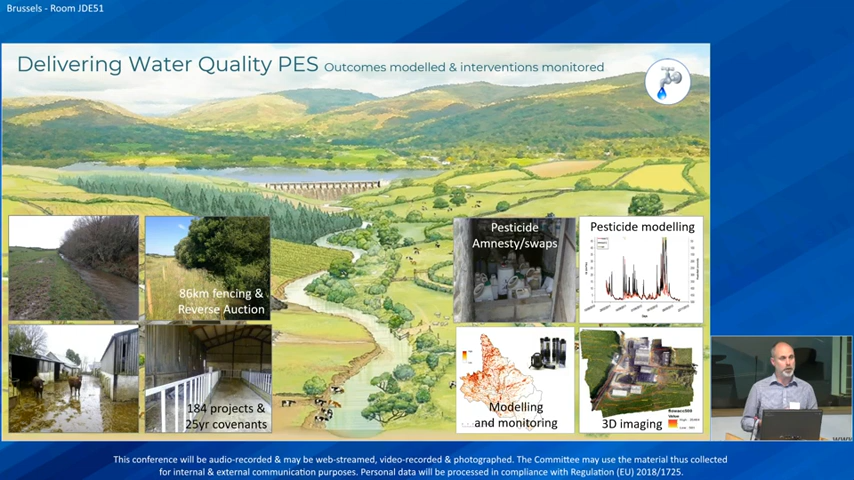 Brussels - Room JDE51
Delivering Water Quality PES Outcomes modelled & interventions monitored
86km fencing &
Reverse Auction
184 projects &
25yr covenants
Pesticide
Amnesty/swaps
Pesticide modelling
Modelling
and monitoring
3D imaging
This conference will be audio-recorded & may be web-streamed, video-recorded & photographed. The Committee may use the material thus collected
for internal & external communication purposes. Personal data will be processed in compliance with Regulation (EU) 2018/1725.